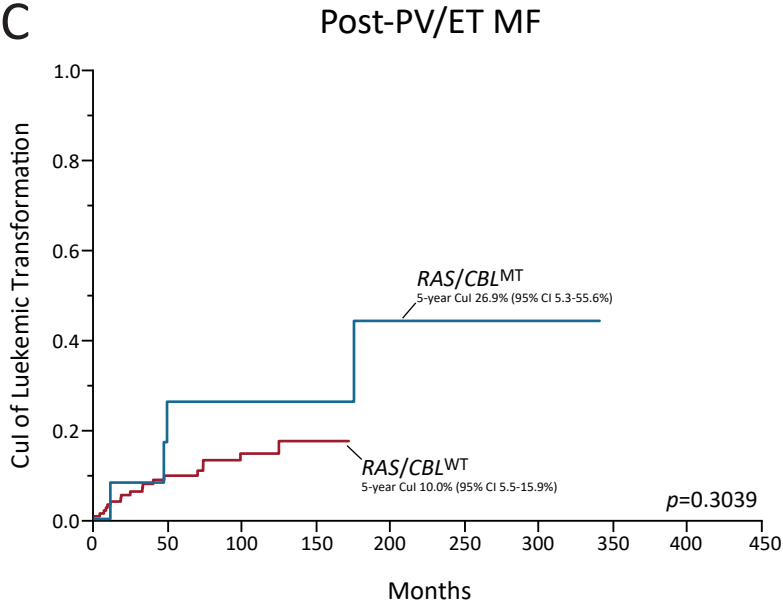 C
Post-PV/ET MF
CuI of Luekemic Transformation
1.0
0.8
0.6
0.4
0.2
0.0
RAS/CBLMT
5-year CuI 26.9% (95% CI 5.3-55.6%)
RAS/CBLWT
5-year CuI 10.0% (95% CI 5.5-15.9%)
p=0.3039
0 50 100 150 200 250 300 350 400 450
Months